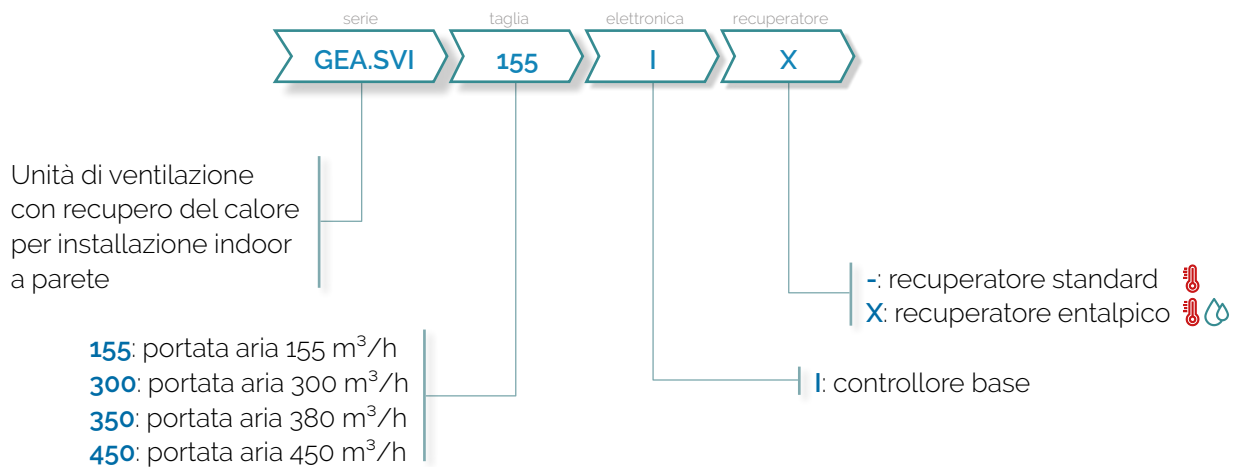 serie taglia elettronica recuperatore
GEA.SVI 155 I X
Unità di ventilazione
con recupero del calore
per installazione indoor
a parete
-: recuperatore standard
X: recuperatore entalpico
155: portata aria 155 m³/h
300: portata aria 300 m³/h
350: portata aria 380 m³/h
450: portata aria 450 m³/h
I: controllore base